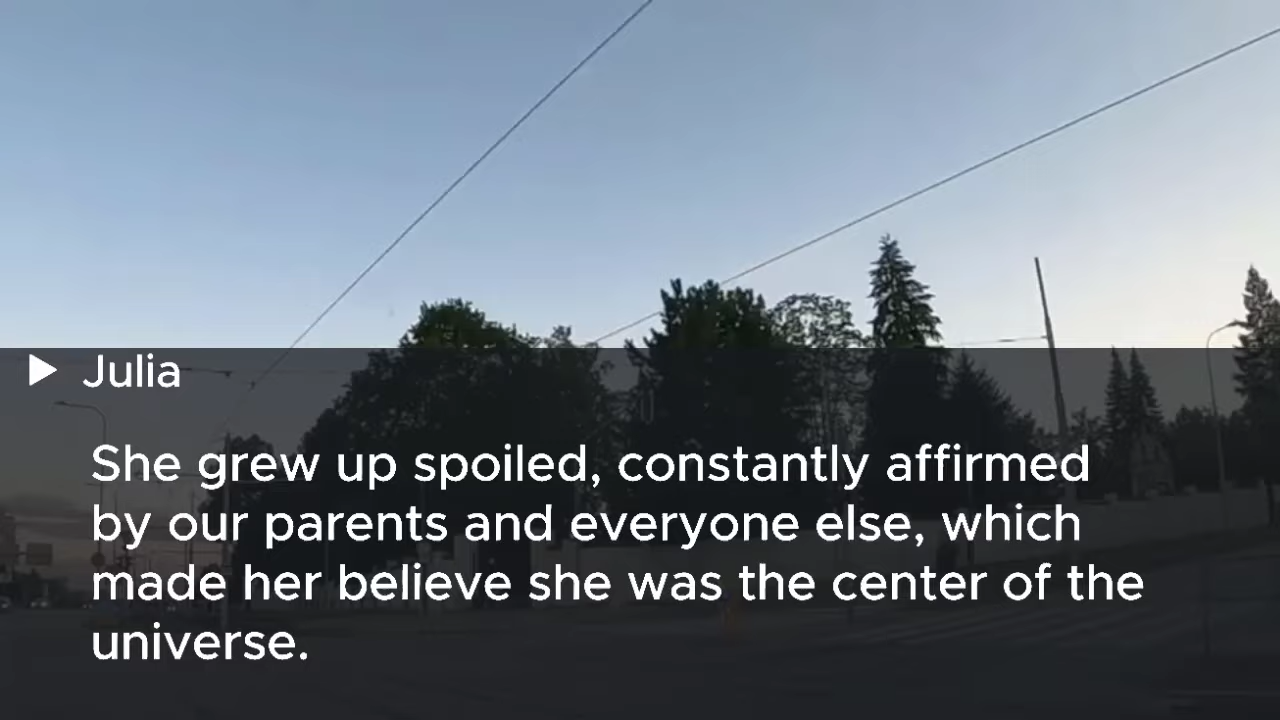 Julia
She grew up spoiled, constantly affirmed
by our parents and everyone else, which
made her believe she was the center of the
universe.